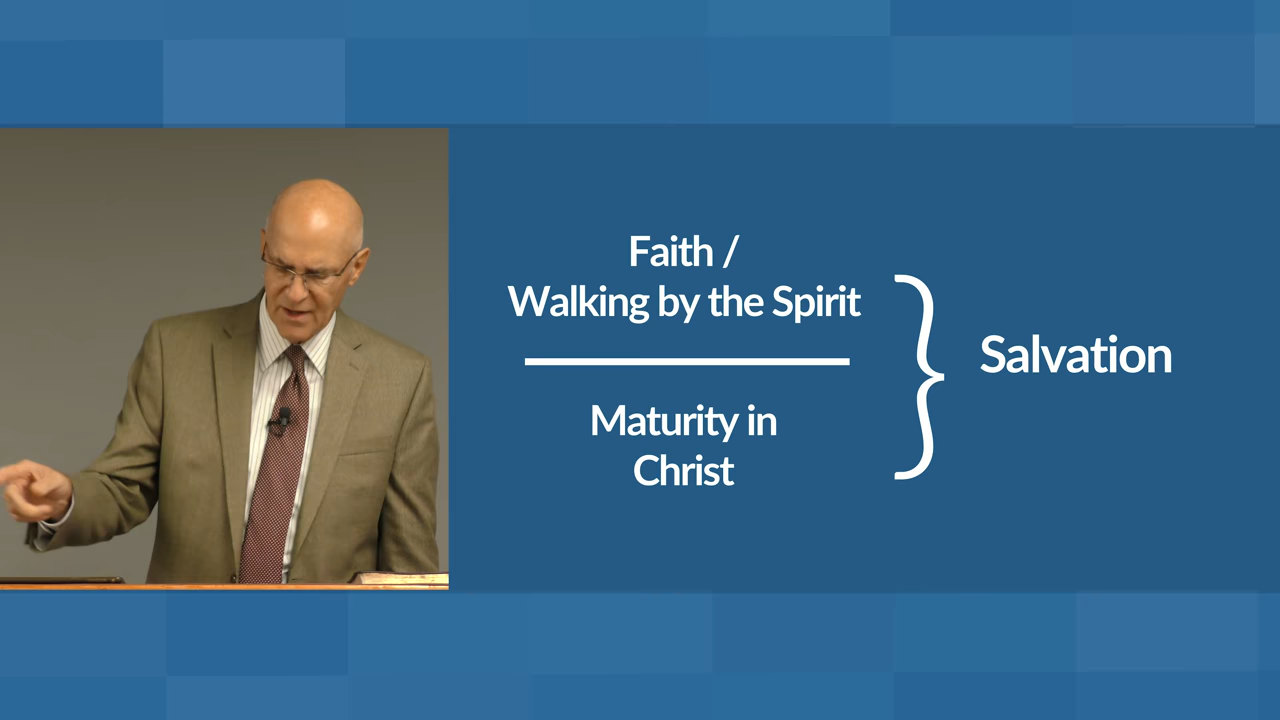 Faith /
Walking by the Spirit
Maturity in
Christ
Salvation